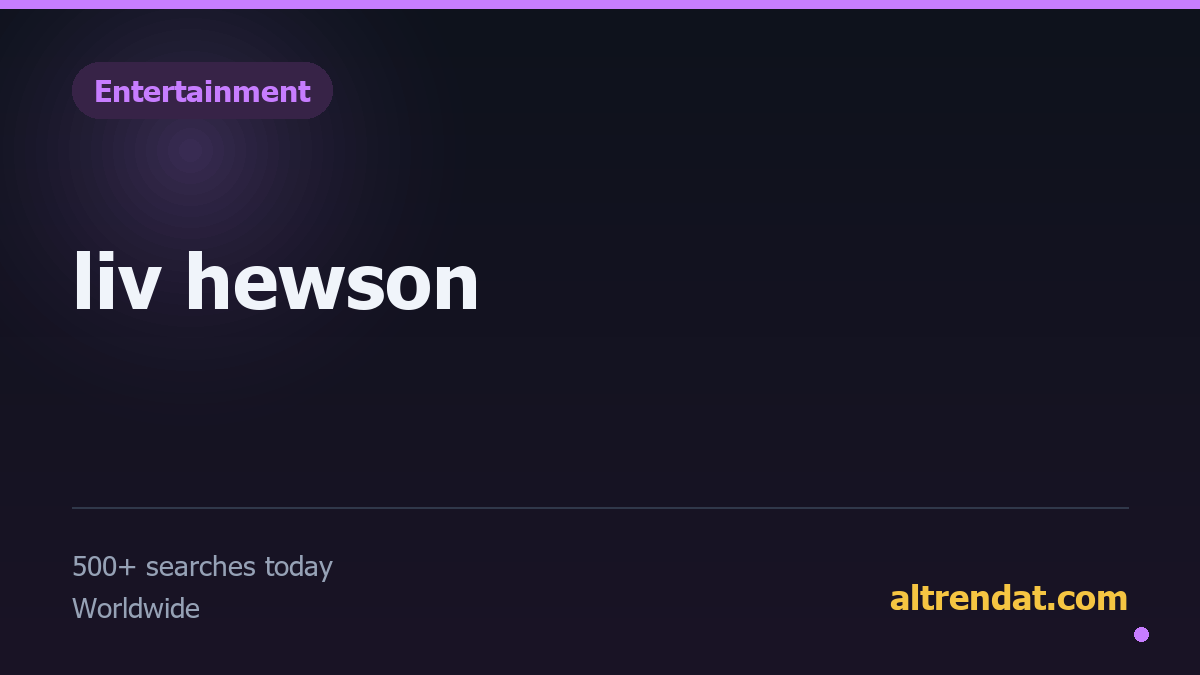 Entertainment
liv hewson
500+ searches today
Worldwide
altrendat.com